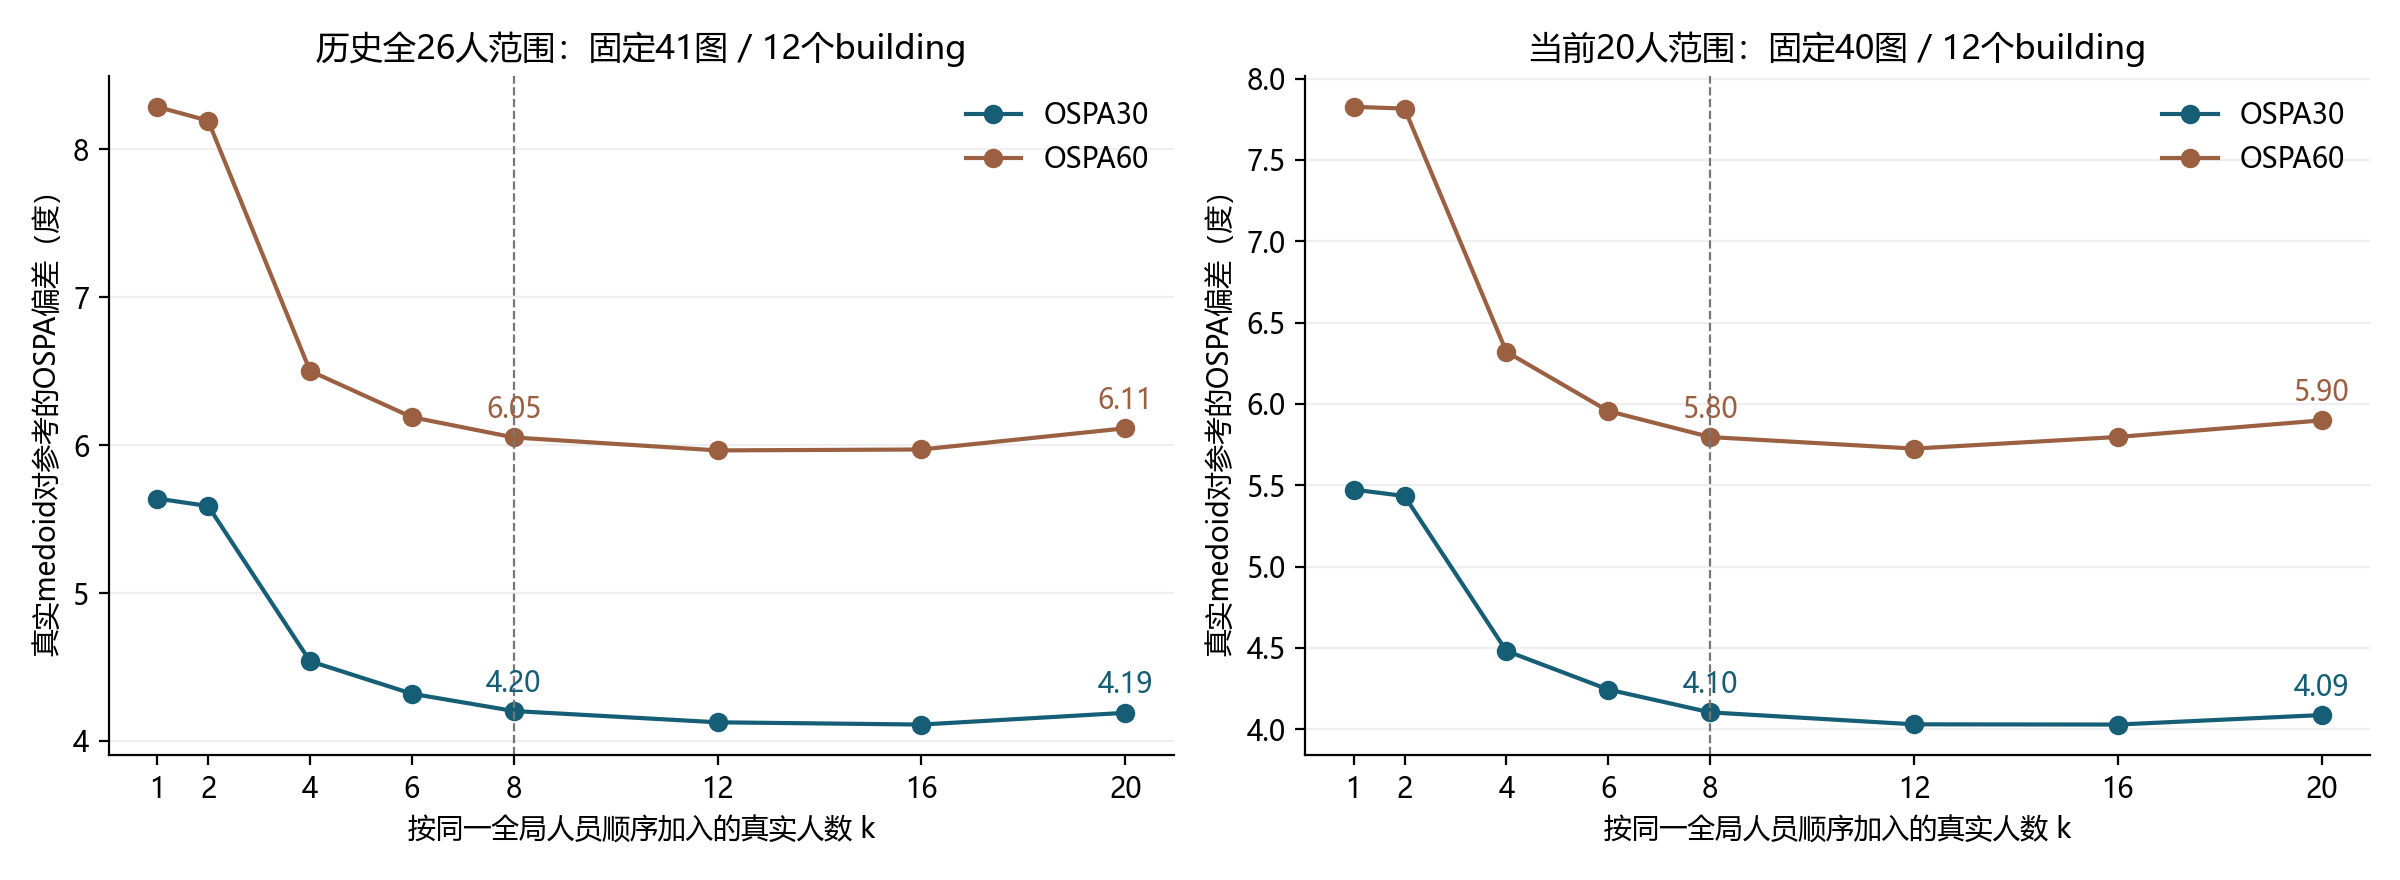 历史全26人范围：固定41图 / 12个building
真实medoid对参考的OSPA偏差（度）
8
7
6
5
4
OSPA30
OSPA60
6.05
6.11
4.20
4.19
1 2 4 6 8 12 16 20
按同一全局人员顺序加入的真实人数 k
当前20人范围：固定40图 / 12个building
真实medoid对参考的OSPA偏差（度）
8.0
7.5
7.0
6.5
6.0
5.5
5.0
4.5
4.0
OSPA30
OSPA60
5.80
5.90
4.10
4.09
1 2 4 6 8 12 16 20
按同一全局人员顺序加入的真实人数 k